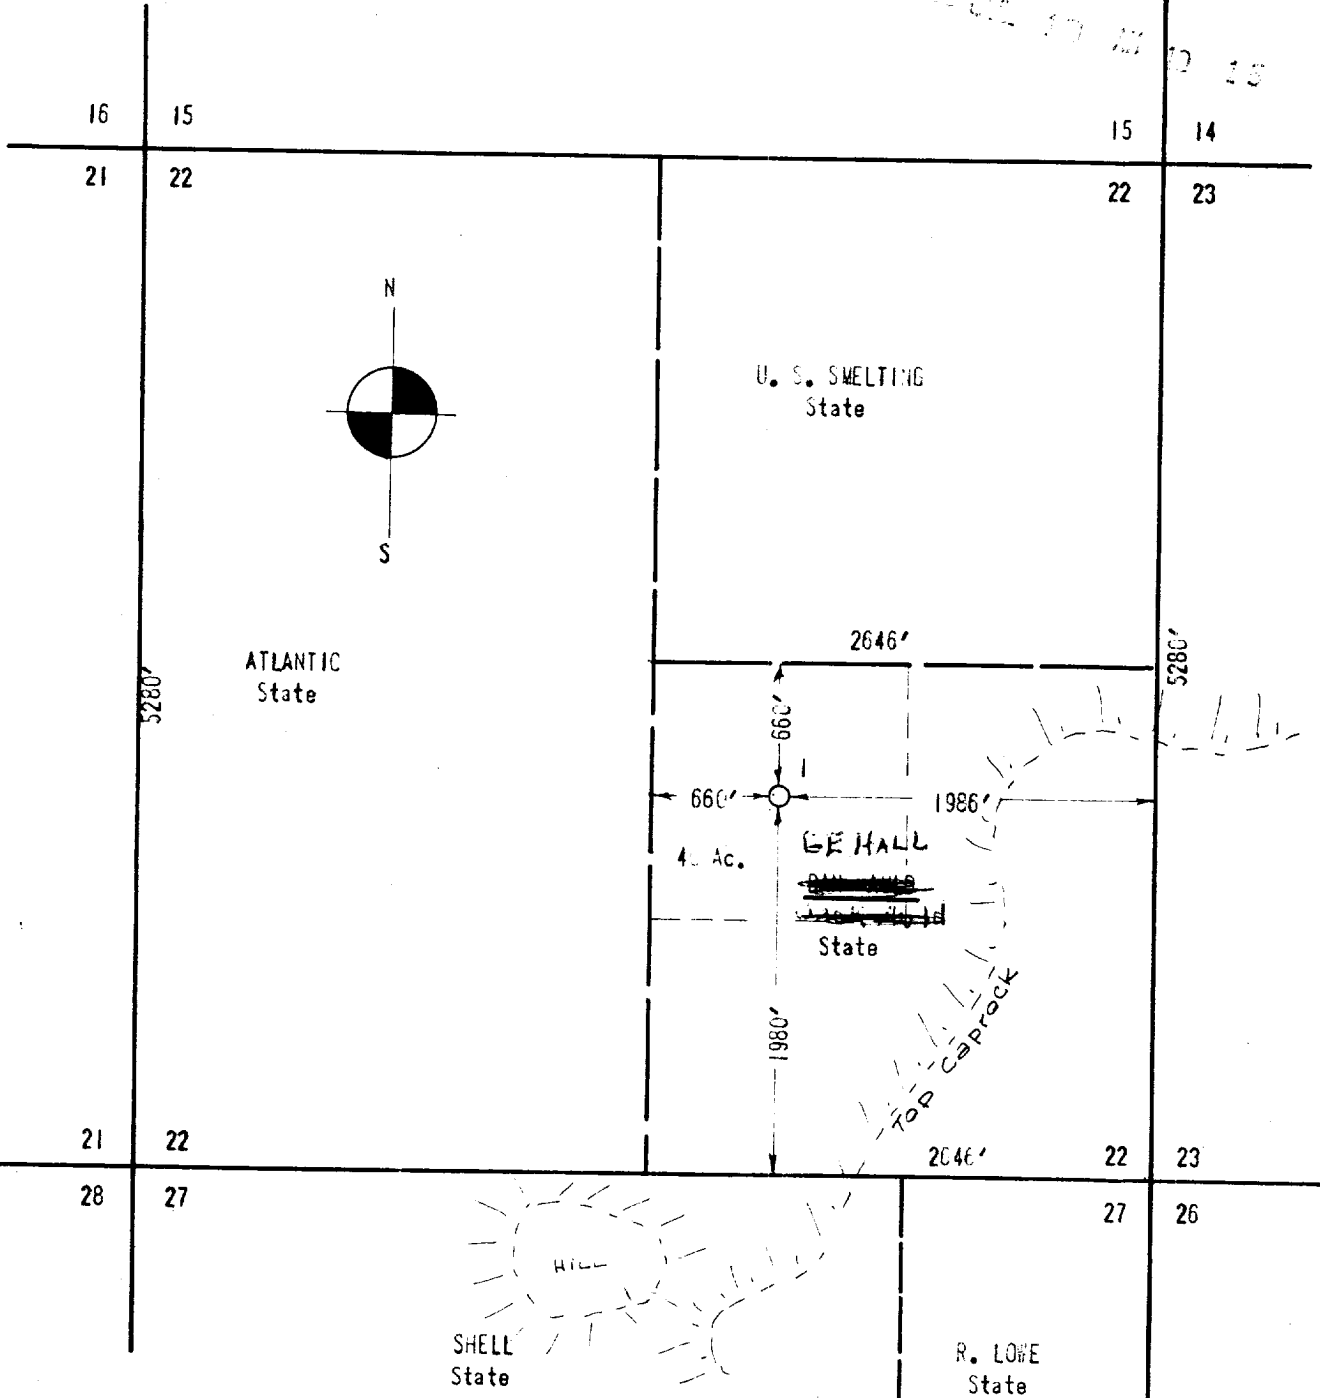 16 15
15 14
21 22
22 23
N
U. S. SMELTING
State
S
2646'
5280'
5280'
ATLANTIC
State
660'
1
660'
1986'
GE HALL
Ac.
State
1980'
TOP Caprock
21 22
2646'
22 23
28 27
27 26
HILL
SHELL
State
R. LOWE
State